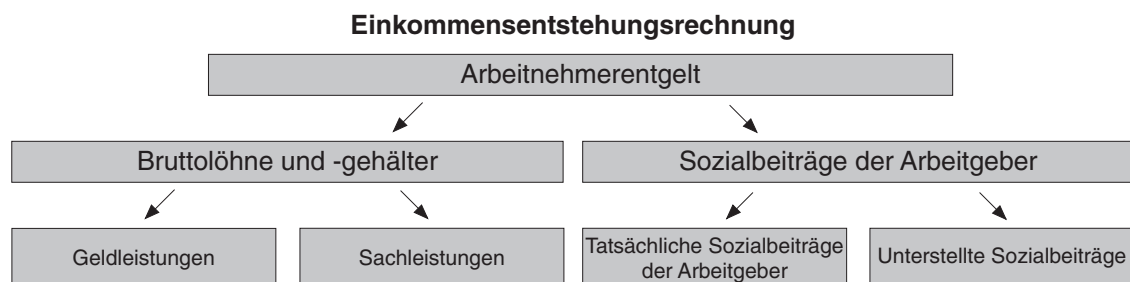 Einkommensentstehungsrechnung
Arbeitnehmerentgelt
Bruttolöhne und -gehälter
Sozialbeiträge der Arbeitgeber
Geldleistungen
Sachleistungen
Tatsächliche Sozialbeiträge
der Arbeitgeber
Unterstellte Sozialbeiträge